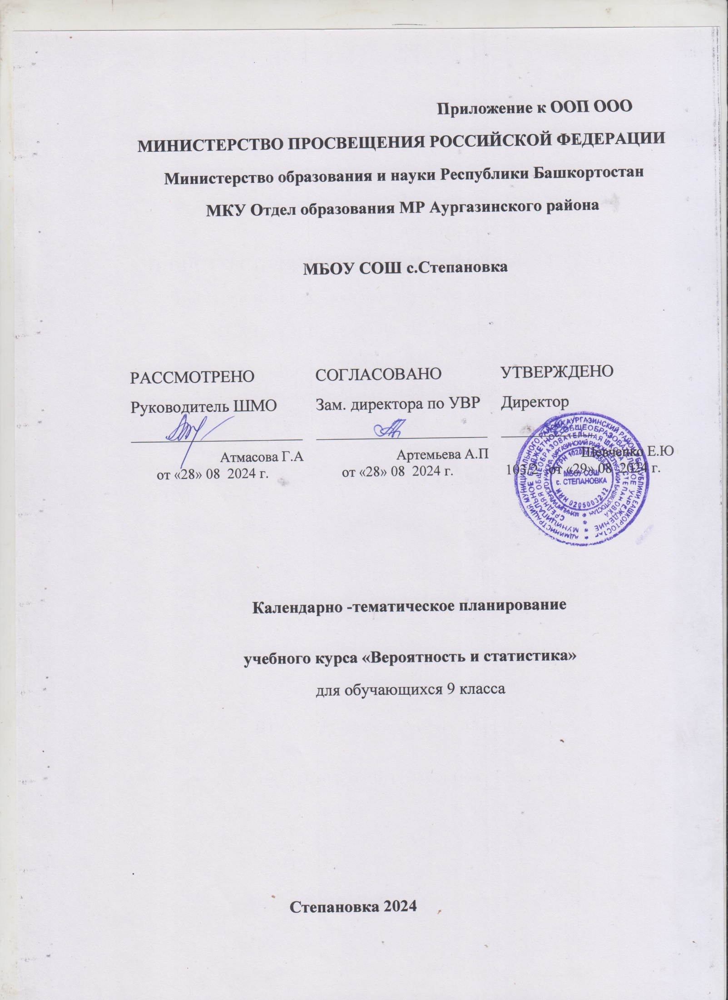 Приложение к ООП ООО
МИНИСТЕРСТВО ПРОСВЕЩЕНИЯ РОССИЙСКОЙ ФЕДЕРАЦИИ
Министерство образования и науки Республики Башкортостан
МКУ Отдел образования МР Аургазинского района
МБОУ СОШ с.Степановка
РАССМОТРЕНО
Руководитель ШМО
Атмасова Г.А
от «28» 08 2024 г.
СОГЛАСОВАНО
Зам. директора по УВР
Артемьева А.П
от «28» 08 2024 г.
УТВЕРЖДЕНО
Директор
Шевченко Е.Ю
103/2 от «29» 08 2024 г.
МБОУ СОШ
с. СТЕПАНОВКА
Календарно -тематическое планирование
учебного курса «Вероятность и статистика»
для обучающихся 9 класса
Степановка 2024